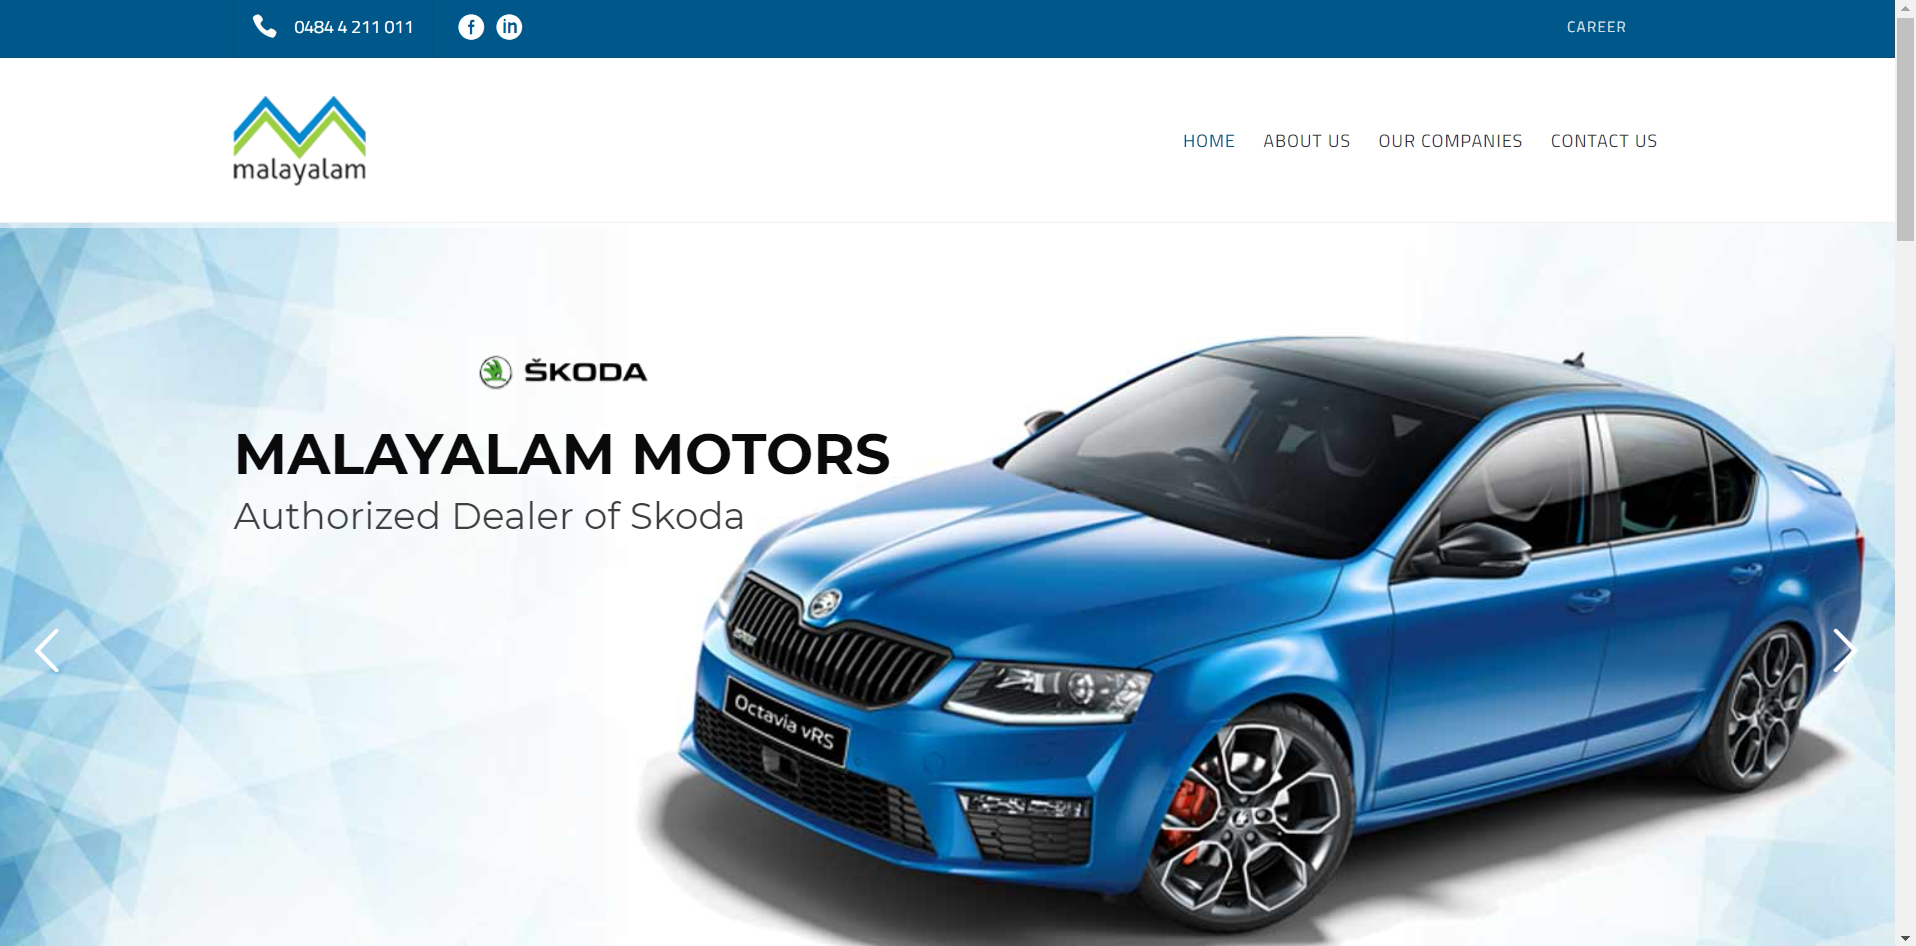 0484 4 211 011
f in
CAREER
malayalam
HOME ABOUT US OUR COMPANIES CONTACT US
ŠKODA
MALAYALAM MOTORS
Authorized Dealer of Skoda
Octavia vRS